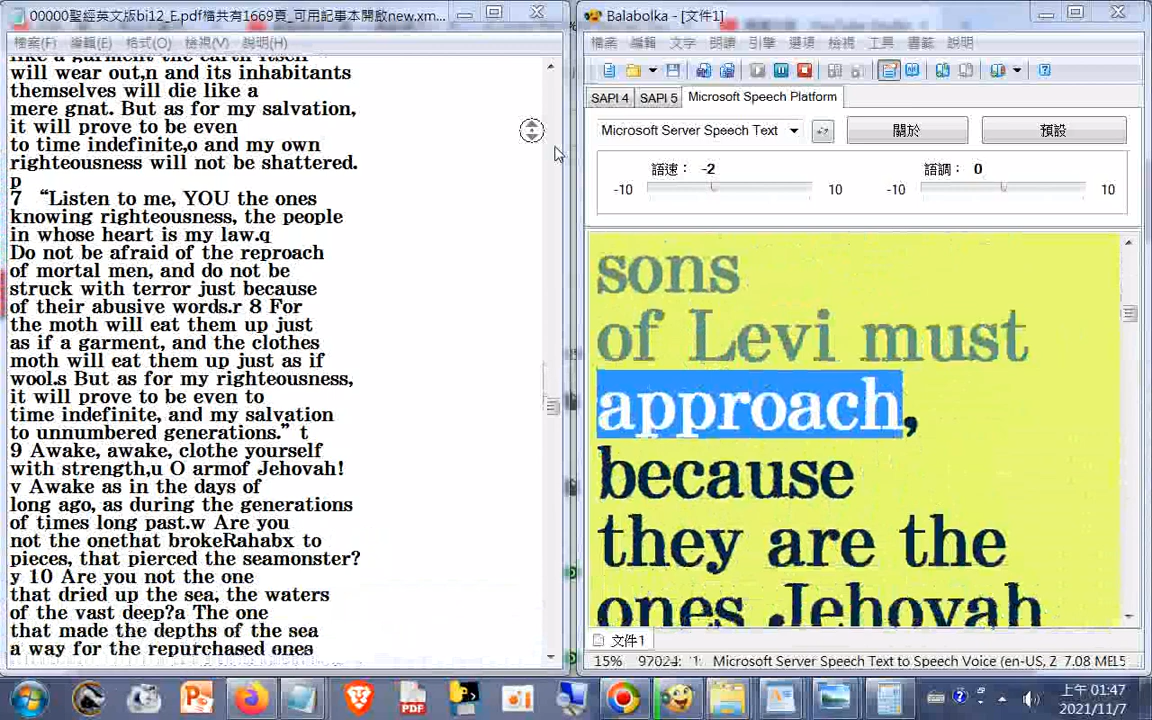 00000聖經英文版bi12_E.pdf檔共有1669頁_可用記事本開啟new.xm...
檔案(F) 編輯(E) 格式(O) 檢視(V) 說明(H)
like a garment the earth itself
will wear out,n and its inhabitants
themselves will die like a
mere gnat. But as for my salvation,
it will prove to be even
to time indefinite,o and my own
righteousness will not be shattered.
p
7 “Listen to me, YOU the ones
knowing righteousness, the people
in whose heart is my law.q
Do not be afraid of the reproach
of mortal men, and do not be
struck with terror just because
of their abusive words.r 8 For
the moth will eat them up just
as if a garment, and the clothes
moth will eat them up just as if
wool.s But as for my righteousness,
it will prove to be even to
time indefinite, and my salvation
to unnumbered generations.” t
9 Awake, awake, clothe yourself
with strength,u O armof Jehovah!
v Awake as in the days of
long ago, as during the generations
of times long past.w Are you
not the onethat brokeRahabx to
pieces, that pierced the seamonster?
y 10 Are you not the one
that dried up the sea, the waters
of the vast deep?a The one
that made the depths of the sea
a way for the repurchased ones
Balabolka - [文件1]
檔案 編輯 文字 朗讀 引擎 選項 檢視 工具 書籤 說明
SAPI 4 SAPI 5 Microsoft Speech Platform
Microsoft Server Speech Text 關於 預設
語速： -2 語調： 0
-10 10 -10 10
sons
of Levi must
approach,
because
they are the
ones Jehovah
文件1
15% Microsoft Server Speech Text to Speech Voice (en-US, Z 7.08
PDF
上午 01:47
2021/11/7